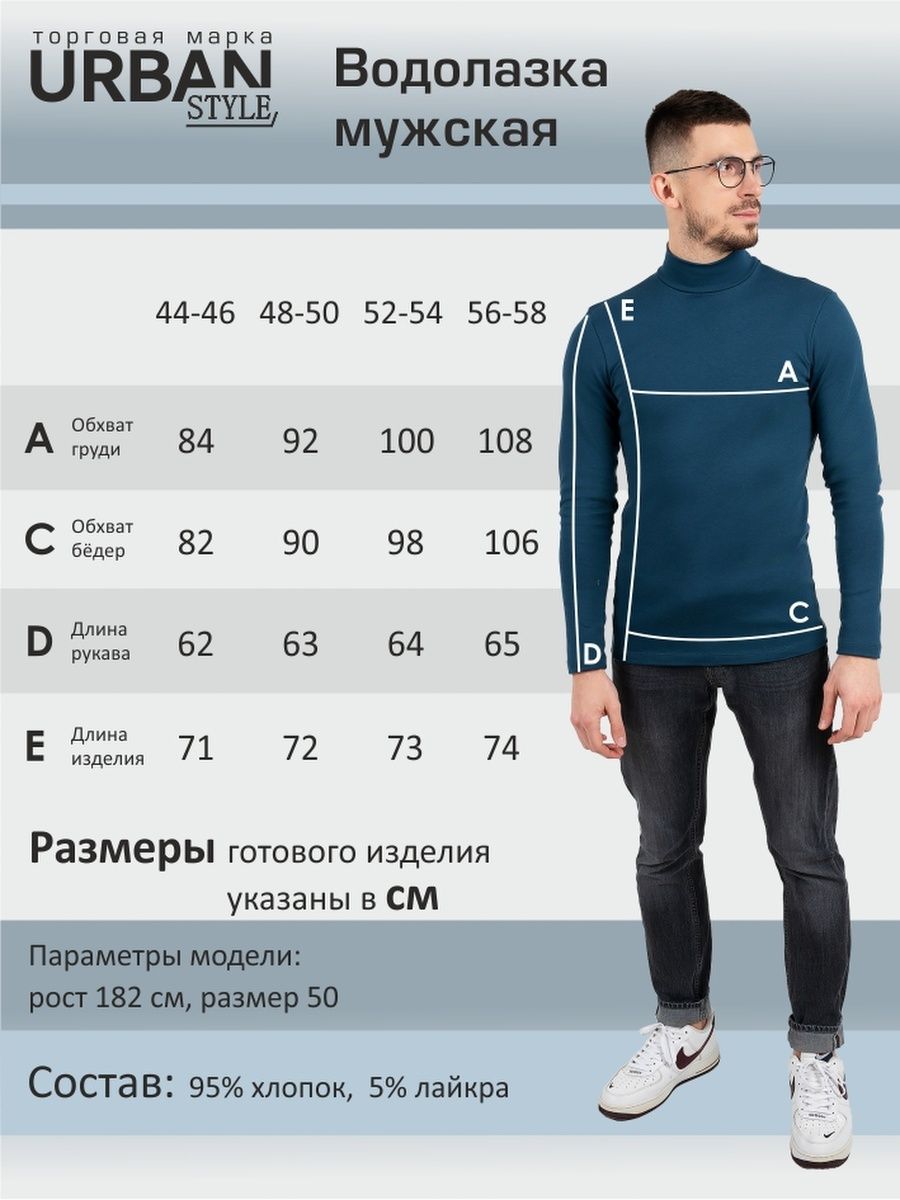 торговая марка
URBAN
STYLE
Водолазка
мужская
44-46 48-50 52-54 56-58
A Обхват груди 84 92 100 108
C Обхват бёдер 82 90 98 106
D Длина рукава 62 63 64 65
E Длина изделия 71 72 73 74
E
A
C
D
Размеры готового изделия
указаны в см
Параметры модели:
рост 182 см, размер 50
Состав: 95% хлопок, 5% лайкра